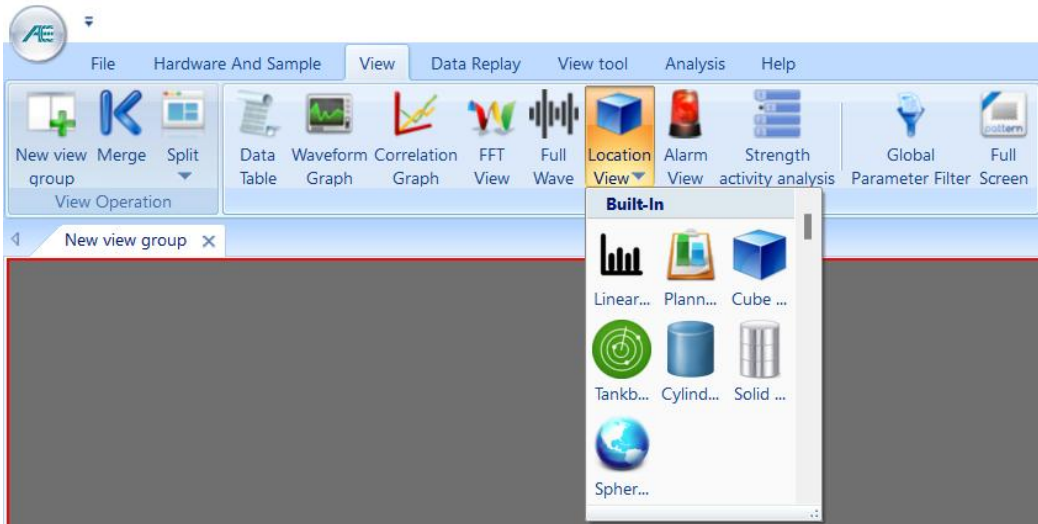 Æ
File Hardware And Sample View Data Replay View tool Analysis Help
pattern
New view Merge Split Data Waveform Correlation FFT Full Location Alarm Strength Global Full
group Table Graph Graph View Wave View View activity analysis Parameter Filter Screen
View Operation
Built-In
New view group
Linear... Plann... Cube ...
Tankb... Cylind... Solid ...
Spher...